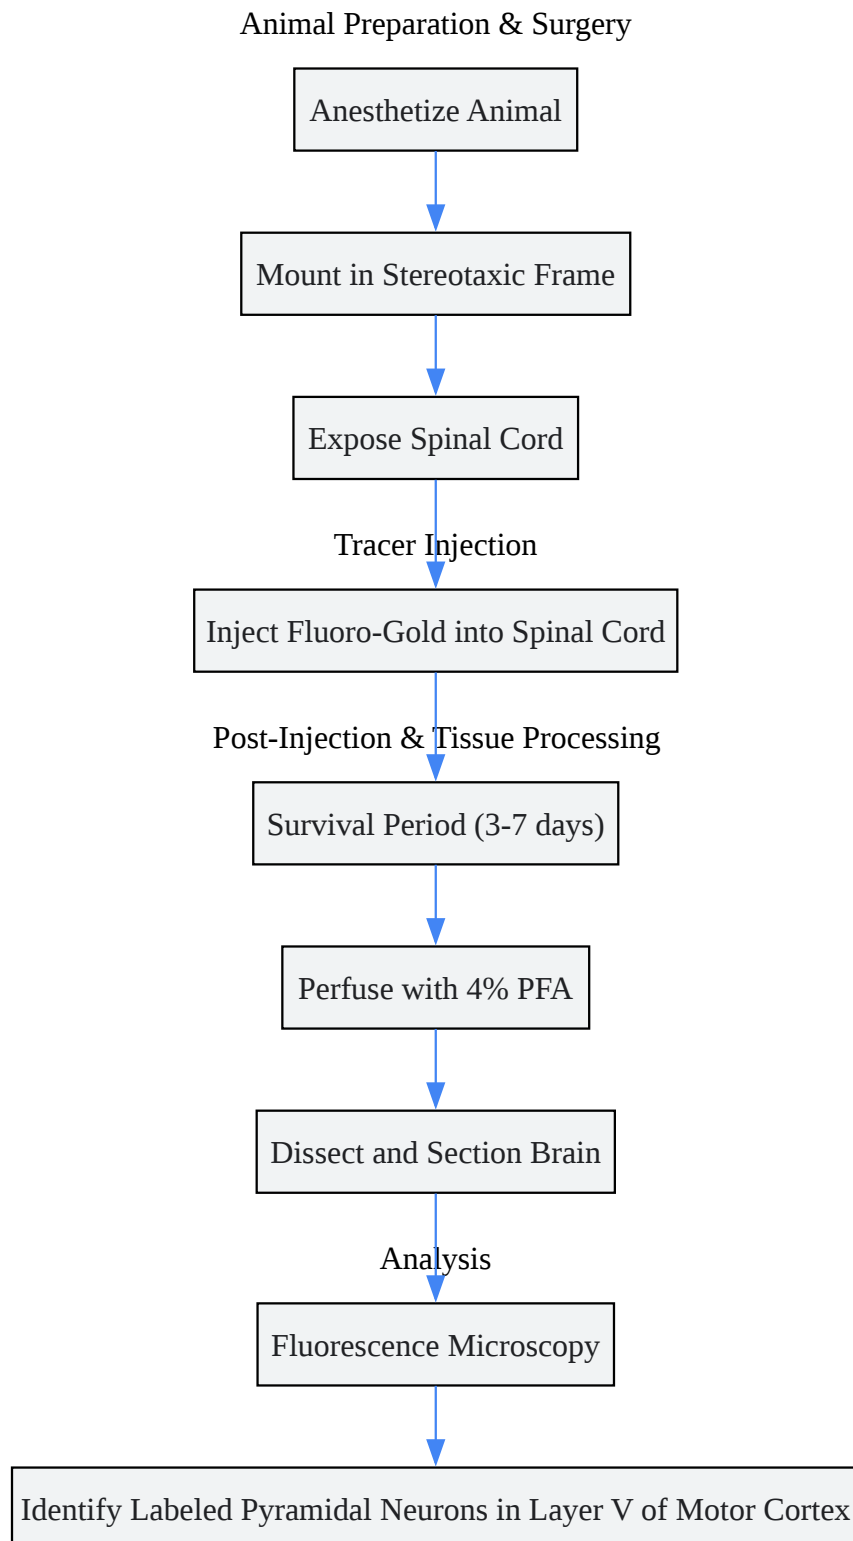 Animal Preparation & Surgery
Anesthetize Animal
Mount in Stereotaxic Frame
Expose Spinal Cord
Tracer Injection
Inject Fluoro-Gold into Spinal Cord
Post-Injection & Tissue Processing
Survival Period (3-7 days)
Perfuse with 4% PFA
Dissect and Section Brain
Analysis
Fluorescence Microscopy
Identify Labeled Pyramidal Neurons in Layer V of Motor Cortex